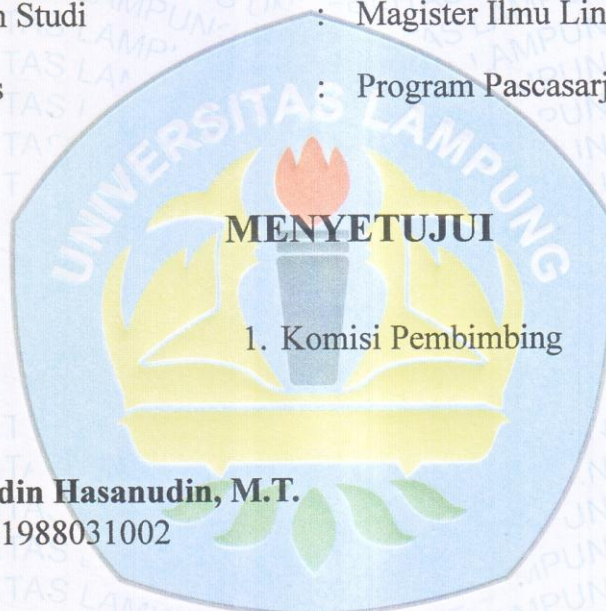 n Studi : Magister Ilmu Lin
s : Program Pascasarj
UNIVERSITAS LAMPUNG
MENYETUJUI
1. Komisi Pembimbing
din Hasanudin, M.T.
1988031002